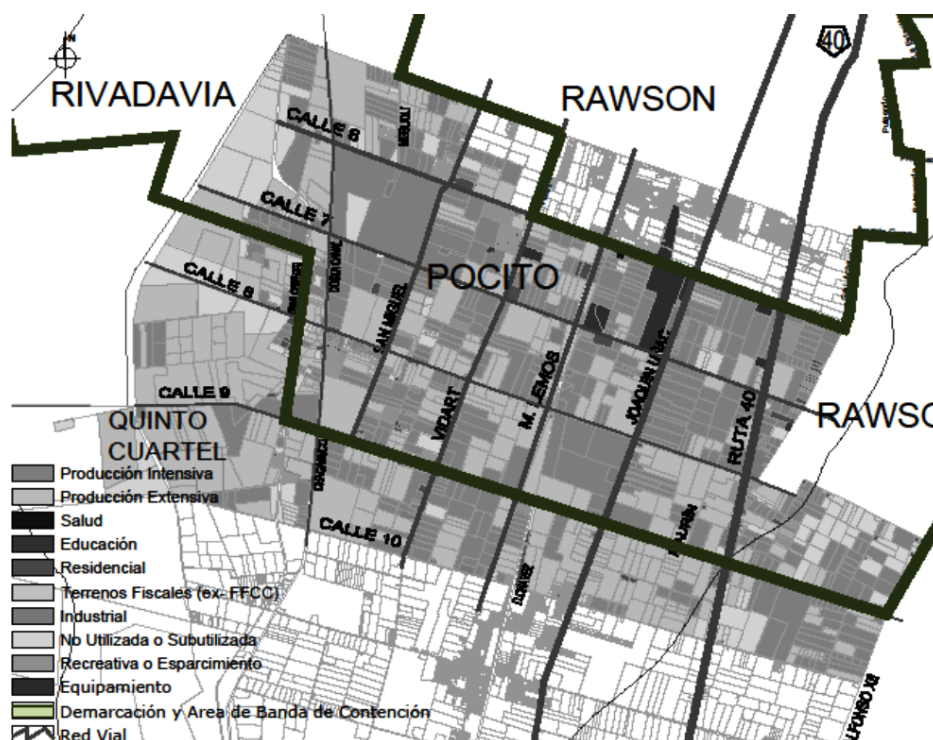 N
40
RIVADAVIA
RAWSON
CALLE 6
CALLE 7
POCITO
CALLE 8
SAN MIGUEL
M. LEMOS
VIDART
RUTA 40
CALLE 9
RAWSO
QUINTO
CUARTEL
Producción Intensiva
Producción Extensiva
Salud
CALLE 10
Educación
Residencial
Terrenos Fiscales (ex- FFCC)
Industrial
No Utilizada o Subutilizada
Recreativa o Esparcimiento
Equipamiento
Demarcación y Area de Banda de Contención
Red Vial